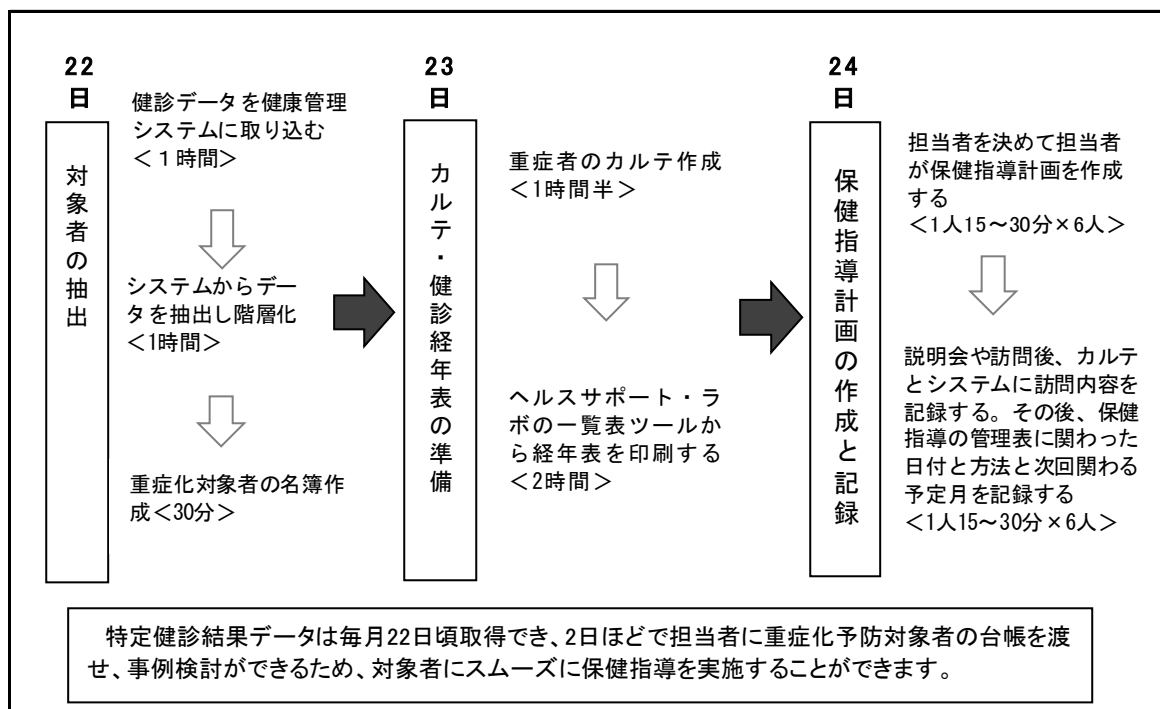 22
日
対象者の抽出
健診データを健康管理
システムに取り込む
＜１時間＞
システムからデー
タを抽出し階層化
＜1時間＞
重症化対象者の名簿作
成＜30分＞
23
日
カルテ・健診経年表の準備
重症者のカルテ作成
＜1時間半＞
ヘルスサポート・ラ
ボの一覧表ツールか
ら経年表を印刷する
＜2時間＞
24
日
保健指導計画の作成と記録
担当者を決めて担当者
が保健指導計画を作成
する
＜1人15～30分×6人＞
説明会や訪問後、カルテ
とシステムに訪問内容を
記録する。その後、保健
指導の管理表に関わった
日付と方法と次回関わる
予定月を記録する
＜1人15～30分×6人＞
特定健診結果データは毎月22日頃取得でき、2日ほどで担当者に重症化予防対象者の台帳を渡
せ、事例検討ができるため、対象者にスムーズに保健指導を実施することができます。